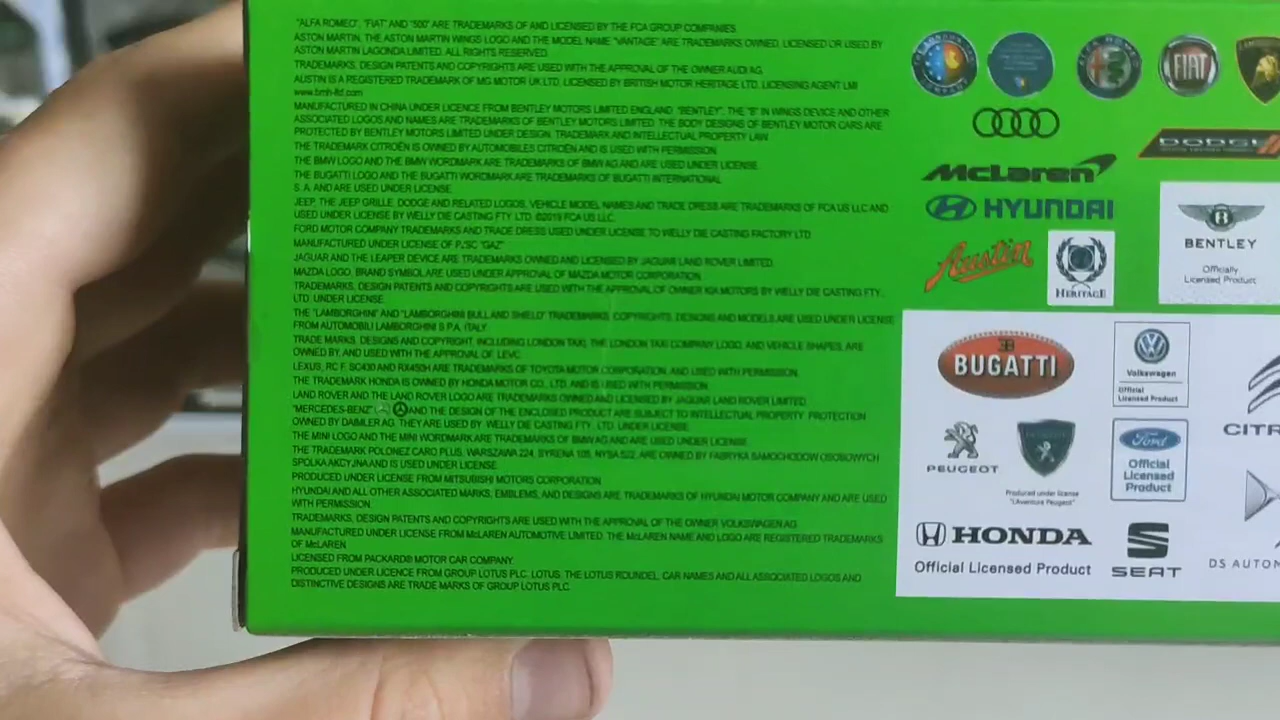 "ALFA ROMEO", "FIAT" AND "500" ARE TRADEMARKS OF AND LICENSED BY THE FCA GROUP COMPANIES.
ASTON MARTIN, THE ASTON MARTIN WINGS LOGO AND THE MODEL NAME "VANTAGE" ARE TRADEMARKS OWNED, LICENSED OR USED BY
ASTON MARTIN LAGONDA LIMITED. ALL RIGHTS RESERVED.
TRADEMARKS, DESIGN PATENTS AND COPYRIGHTS ARE USED WITH THE APPROVAL OF THE OWNER AUDI AG.
AUSTIN IS A REGISTERED TRADEMARK OF MG MOTOR UK LTD, LICENSED BY BRITISH MOTOR HERITAGE LTD. LICENSING AGENT LMI
www.bmh-ltd.com
MANUFACTURED IN CHINA UNDER LICENCE FROM BENTLEY MOTORS LIMITED ENGLAND. "BENTLEY", THE "B" IN WINGS DEVICE AND OTHER
ASSOCIATED LOGOS AND NAMES ARE TRADEMARKS OF BENTLEY MOTORS LIMITED. THE BODY DESIGNS OF BENTLEY MOTOR CARS ARE
PROTECTED BY BENTLEY MOTORS LIMITED UNDER DESIGN, TRADEMARK AND INTELLECTUAL PROPERTY LAW
THE TRADEMARK CITROËN IS OWNED BY AUTOMOBILES CITROËN AND IS USED WITH PERMISSION.
THE BMW LOGO AND THE BMW WORDMARK ARE TRADEMARKS OF BMW AG AND ARE USED UNDER LICENSE.
THE BUGATTI LOGO AND THE BUGATTI WORDMARK ARE TRADEMARKS OF BUGATTI INTERNATIONAL
S. A. AND ARE USED UNDER LICENSE.
JEEP, THE JEEP GRILLE, DODGE AND RELATED LOGOS, VEHICLE MODEL NAMES AND TRADE DRESS ARE TRADEMARKS OF FCA US LLC AND
USED UNDER LICENSE BY WELLY DIE CASTING FTY. LTD. ©2019 FCA US LLC.
FORD MOTOR COMPANY TRADEMARKS AND TRADE DRESS USED UNDER LICENSE TO WELLY DIE CASTING FACTORY LTD
MANUFACTURED UNDER LICENSE OF PJSC "GAZ"
JAGUAR AND THE LEAPER DEVICE ARE TRADEMARKS OWNED AND LICENSED BY JAGUAR LAND ROVER LIMITED.
MAZDA LOGO, BRAND SYMBOL ARE USED UNDER APPROVAL OF MAZDA MOTOR CORPORATION.
TRADEMARKS, DESIGN PATENTS AND COPYRIGHTS ARE USED WITH THE APPROVAL OF OWNER KIA MOTORS BY WELLY DIE CASTING FTY.,
LTD. UNDER LICENSE.
THE "LAMBORGHINI" AND "LAMBORGHINI BULL AND SHIELD" TRADEMARKS, COPYRIGHTS, DESIGNS AND MODELS ARE USED UNDER LICENSE
FROM AUTOMOBILI LAMBORGHINI S.P.A. ITALY
TRADE MARKS, DESIGNS AND COPYRIGHT, INCLUDING LONDON TAXI, THE LONDON TAXI COMPANY LOGO, AND VEHICLE SHAPES, ARE
OWNED BY, AND USED WITH THE APPROVAL OF LEVC.
LEXUS, RC F, SC430 AND RX450H ARE TRADEMARKS OF TOYOTA MOTOR CORPORATION, AND USED WITH PERMISSION.
THE TRADEMARK HONDA IS OWNED BY HONDA MOTOR CO., LTD, AND IS USED WITH PERMISSION.
LAND ROVER AND THE LAND ROVER LOGO ARE TRADEMARKS OWNED AND LICENSED BY JAGUAR LAND ROVER LIMITED.
"MERCEDES-BENZ" AND THE DESIGN OF THE ENCLOSED PRODUCT ARE SUBJECT TO INTELLECTUAL PROPERTY PROTECTION
OWNED BY DAIMLER AG. THEY ARE USED BY WELLY DIE CASTING FTY. LTD. UNDER LICENSE.
THE MINI LOGO AND THE MINI WORDMARK ARE TRADEMARKS OF BMW AG AND ARE USED UNDER LICENSE.
THE TRADEMARK POLONEZ CARO PLUS, WARSZAWA 224, SYRENA 105, NYSA 522, ARE OWNED BY FABRYKA SAMOCHODOW OSOBOWYCH
SPOLKA AKCYJNA AND IS USED UNDER LICENSE.
PRODUCED UNDER LICENSE FROM MITSUBISHI MOTORS CORPORATION
HYUNDAI AND ALL OTHER ASSOCIATED MARKS, EMBLEMS, AND DESIGNS ARE TRADEMARKS OF HYUNDAI MOTOR COMPANY AND ARE USED
WITH PERMISSION.
TRADEMARKS, DESIGN PATENTS AND COPYRIGHTS ARE USED WITH THE APPROVAL OF THE OWNER VOLKSWAGEN AG.
MANUFACTURED UNDER LICENSE FROM McLAREN AUTOMOTIVE LIMITED. THE McLAREN NAME AND LOGO ARE REGISTERED TRADEMARKS
OF McLAREN
LICENSED FROM PACKARD® MOTOR CAR COMPANY.
PRODUCED UNDER LICENCE FROM GROUP LOTUS PLC. LOTUS, THE LOTUS ROUNDEL, CAR NAMES AND ALL ASSOCIATED LOGOS AND
DISTINCTIVE DESIGNS ARE TRADE MARKS OF GROUP LOTUS PLC.
ALFA ROMEO
FIAT
DODGE
McLaren
HYUNDAI
Austin
HERITAGE
B
BENTLEY
Officially
Licensed Product
BUGATTI
Volkswagen
Official
Licensed Product
CITR
PEUGEOT
Produced under license
"L'Aventure Peugeot"
Ford
Official
Licensed
Product
HONDA
Official Licensed Product
SEAT
DS AUTOM